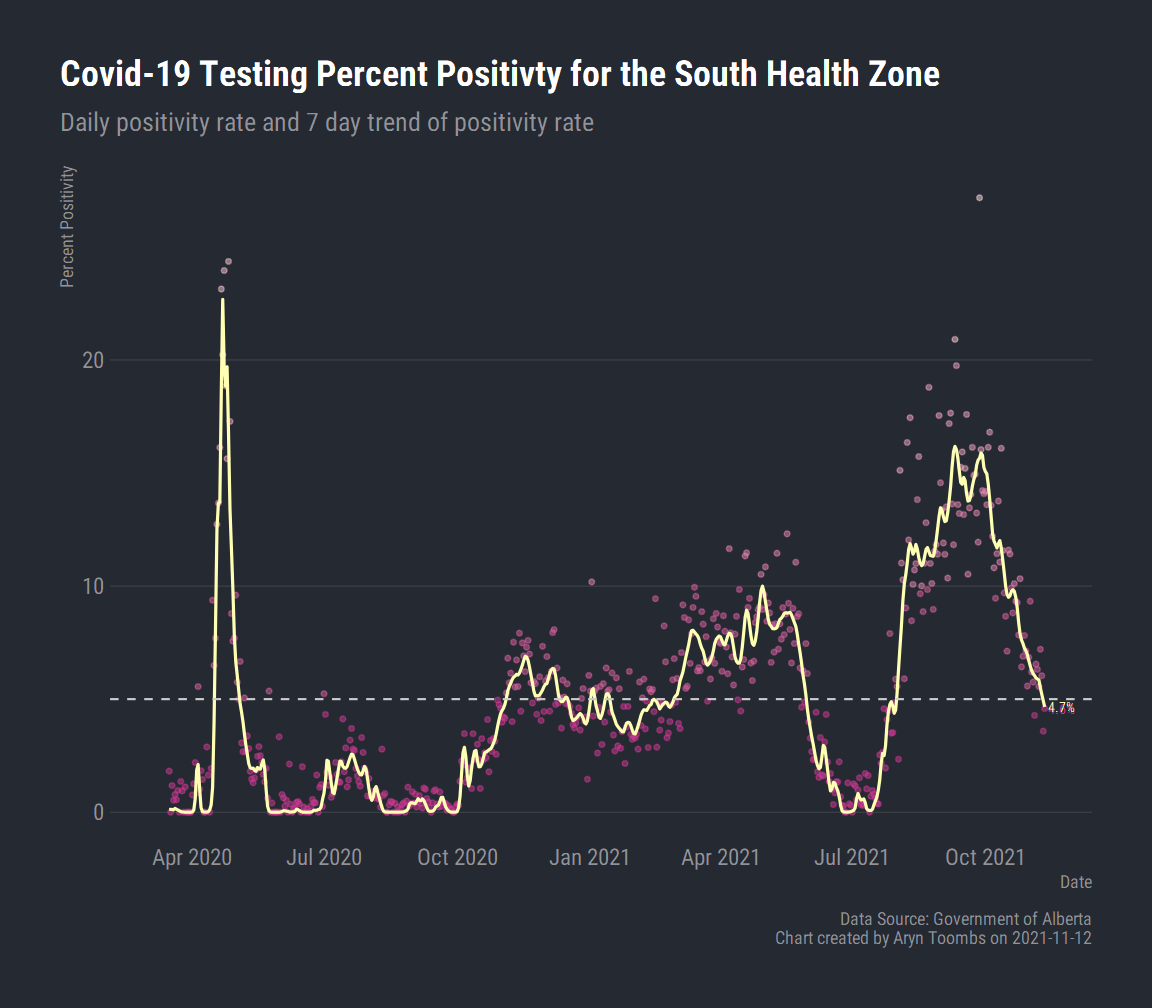 Covid-19 Testing Percent Positivty for the South Health Zone
Daily positivity rate and 7 day trend of positivity rate
Percent Positivity
20
10
0
4.7%
Apr 2020 Jul 2020 Oct 2020 Jan 2021 Apr 2021 Jul 2021 Oct 2021
Date
Data Source: Government of Alberta
Chart created by Aryn Toombs on 2021-11-12